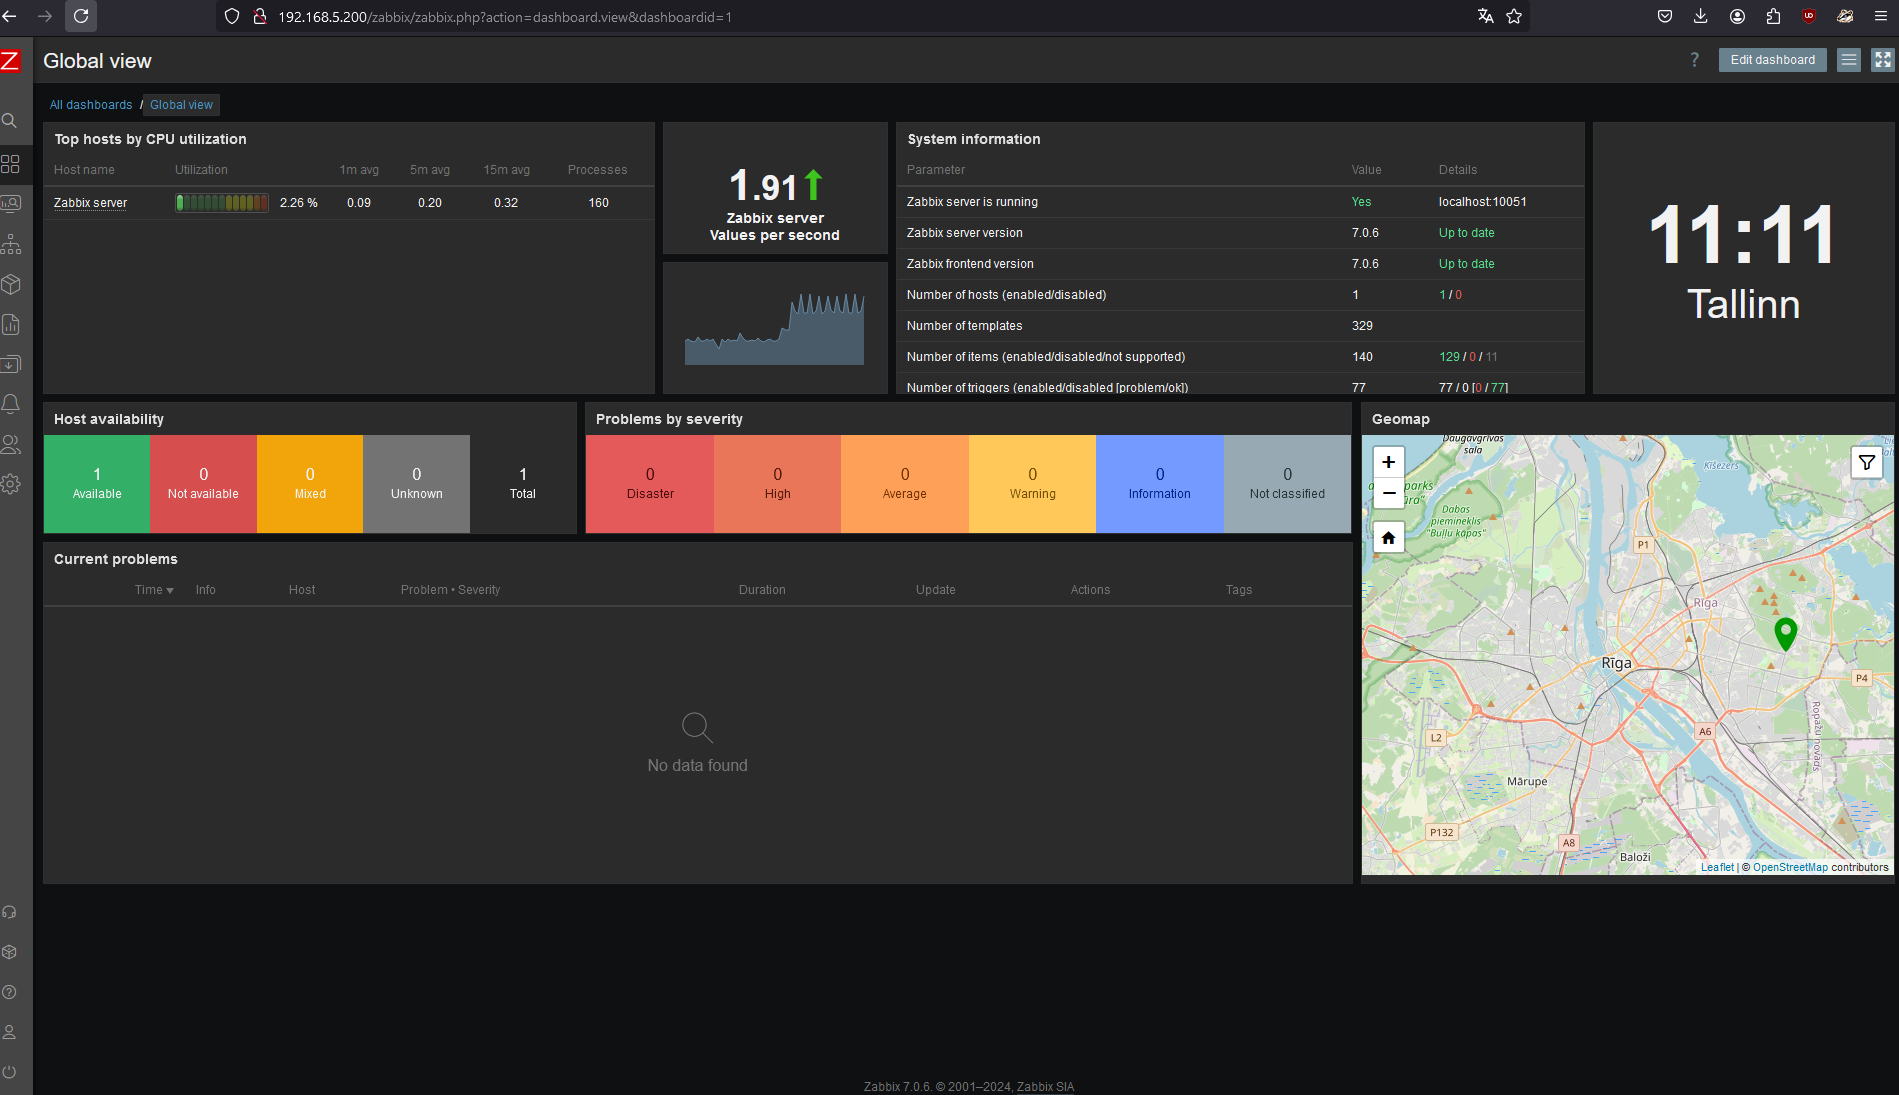 192.168.5.200/zabbix/zabbix.php?action=dashboard.view&dashboardid=1
Z
Global view
?
Edit dashboard
All dashboards / Global view
Top hosts by CPU utilization
Host name Utilization 1m avg 5m avg 15m avg Processes
Zabbix server 2.26 % 0.09 0.20 0.32 160
1.91
Zabbix server
Values per second
System information
Parameter Value Details
Zabbix server is running Yes localhost:10051
Zabbix server version 7.0.6 Up to date
Zabbix frontend version 7.0.6 Up to date
Number of hosts (enabled/disabled) 1 1 / 0
Number of templates 329
Number of items (enabled/disabled/not supported) 140 129 / 0 / 11
Number of triggers (enabled/disabled [problem/ok]) 77 77 / 0 [0 / 77]
11:11
Tallinn
Host availability
1 Available
0 Not available
0 Mixed
0 Unknown
1 Total
Problems by severity
0 Disaster
0 High
0 Average
0 Warning
0 Information
0 Not classified
Current problems
Time Info Host Problem • Severity Duration Update Actions Tags
No data found
Geomap
+
−
Daugavgrīvas
sala
Ķīšezers
Dabas
piemineklis
"Buļļu kāpas"
P1
Rīga
Rīga
P4
A6
L2
Ropažu novads
Mārupe
P132
A8
Baloži
Leaflet | © OpenStreetMap contributors
Zabbix 7.0.6. © 2001–2024, Zabbix SIA